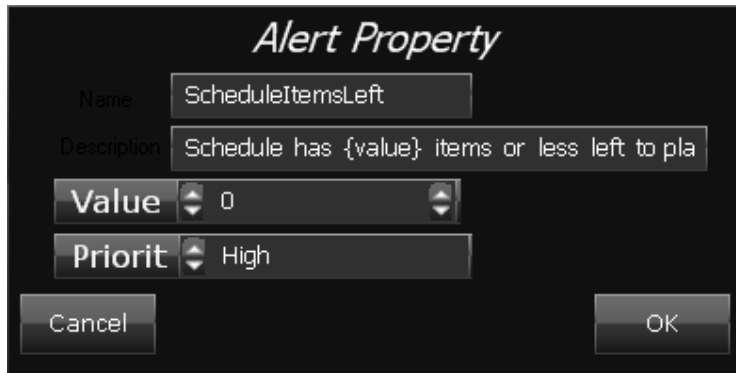 Alert Property
Name ScheduleItemsLeft
Description Schedule has {value} items or less left to pla
Value 0
Priorit High
Cancel OK